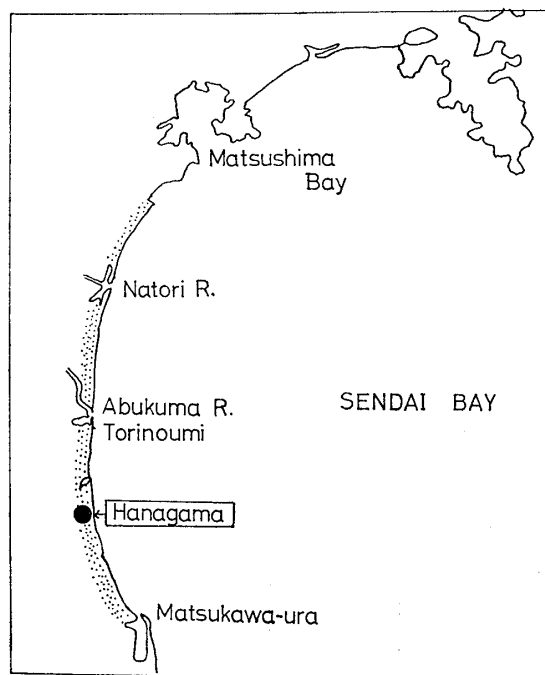 Matsushima
Bay
Natori R.
Abukuma R.
Torinoumi
SENDAI BAY
Hanagama
Matsukawa-ura